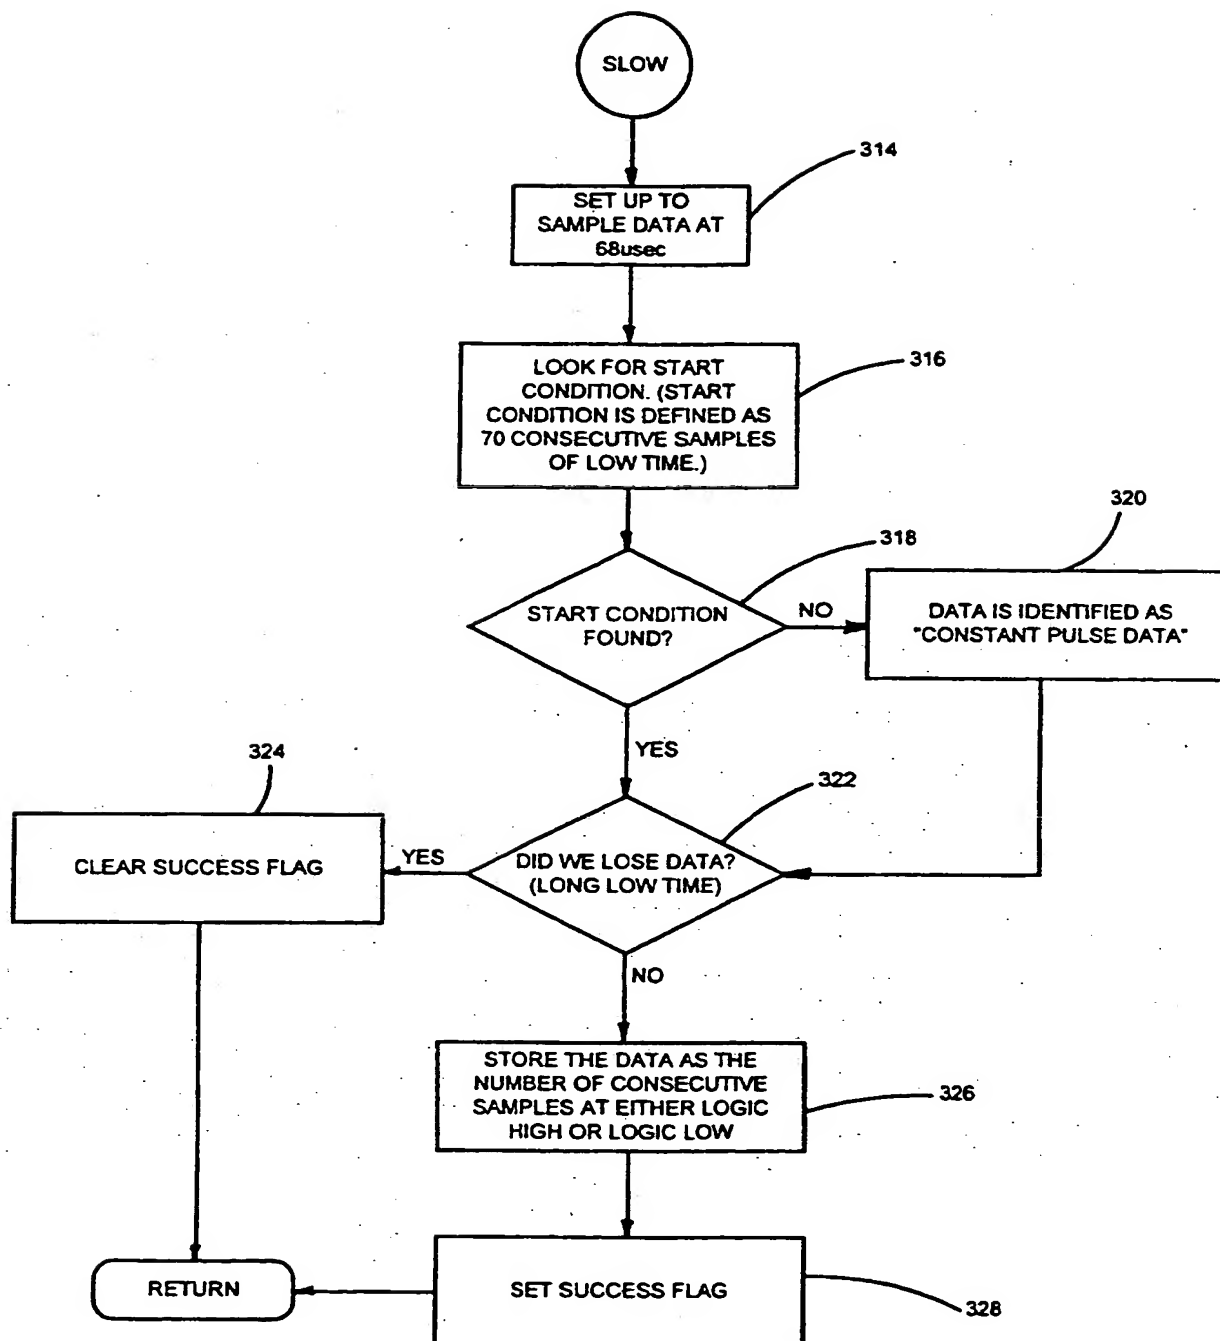 SLOW
314
SET UP TO
SAMPLE DATA AT
68usec
316
LOOK FOR START
CONDITION. (START
CONDITION IS DEFINED AS
70 CONSECUTIVE SAMPLES
OF LOW TIME.)
318
320
START CONDITION
FOUND?
NO
DATA IS IDENTIFIED AS
"CONSTANT PULSE DATA"
YES
324
322
CLEAR SUCCESS FLAG
YES
DID WE LOSE DATA?
(LONG LOW TIME)
NO
STORE THE DATA AS THE
NUMBER OF CONSECUTIVE
SAMPLES AT EITHER LOGIC
HIGH OR LOGIC LOW
326
RETURN
SET SUCCESS FLAG
328